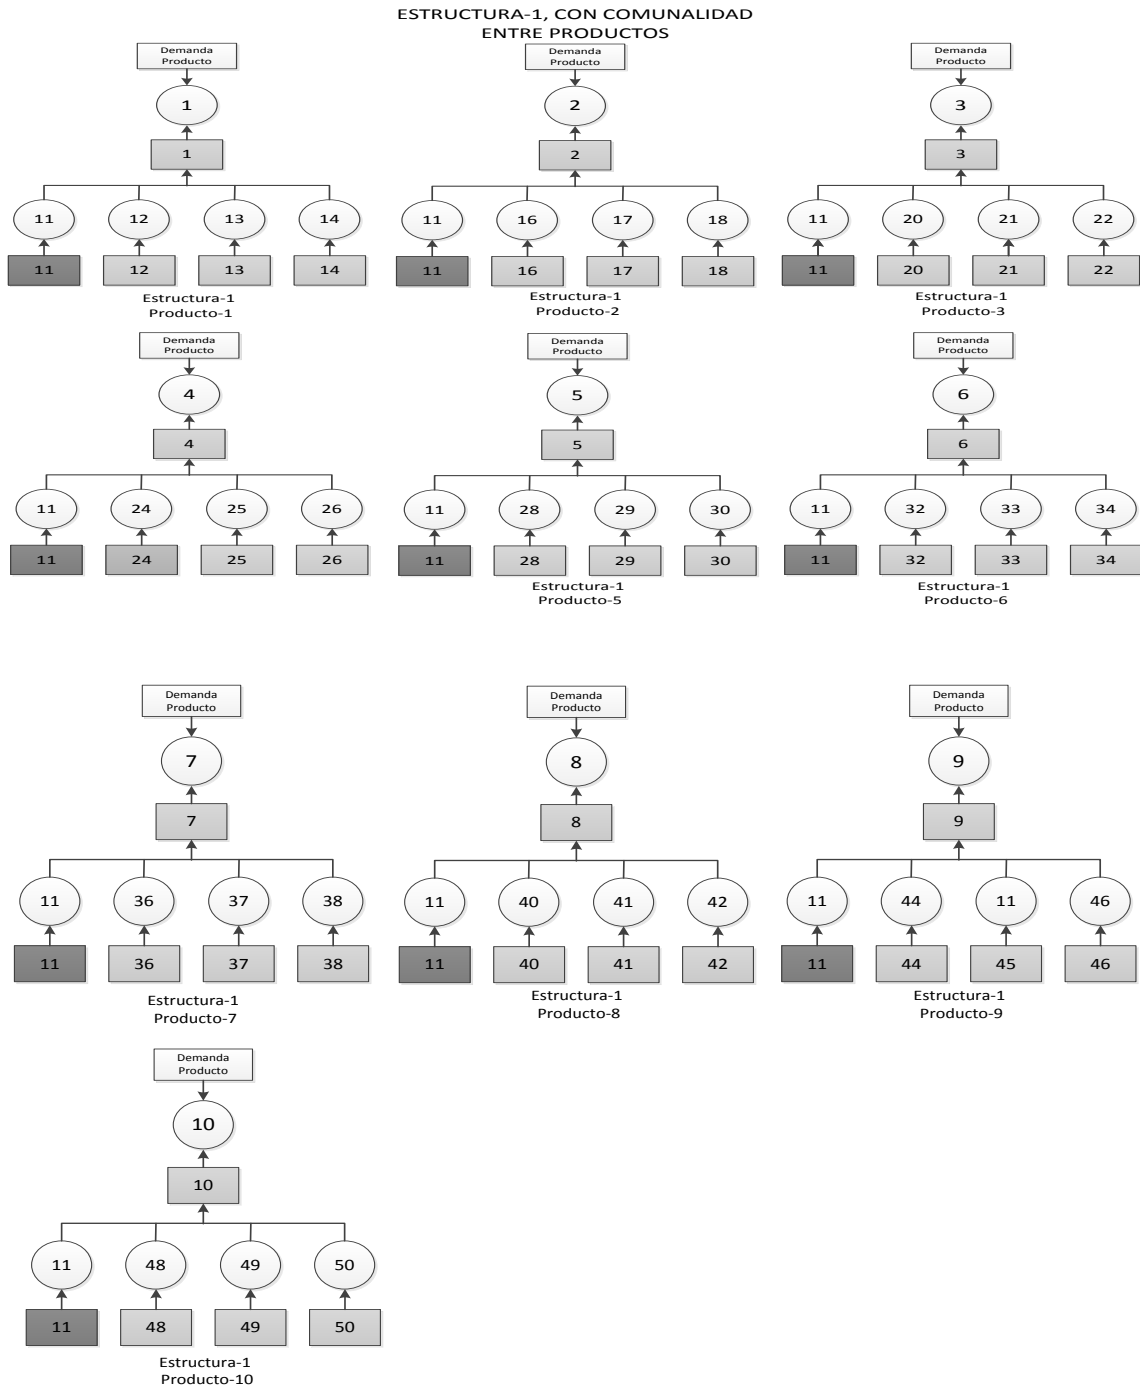 ESTRUCTURA-1, CON COMUNALIDAD
ENTRE PRODUCTOS
Demanda
Producto
1
1
11 12 13 14
11 12 13 14
Estructura-1
Producto-1
Demanda
Producto
2
2
11 16 17 18
11 16 17 18
Estructura-1
Producto-2
Demanda
Producto
3
3
11 20 21 22
11 20 21 22
Estructura-1
Producto-3
Demanda
Producto
4
4
11 24 25 26
11 24 25 26
Demanda
Producto
5
5
11 28 29 30
11 28 29 30
Estructura-1
Producto-5
Demanda
Producto
6
6
11 32 33 34
11 32 33 34
Estructura-1
Producto-6
Demanda
Producto
7
7
11 36 37 38
11 36 37 38
Estructura-1
Producto-7
Demanda
Producto
8
8
11 40 41 42
11 40 41 42
Estructura-1
Producto-8
Demanda
Producto
9
9
11 44 11 46
11 44 45 46
Estructura-1
Producto-9
Demanda
Producto
10
10
11 48 49 50
11 48 49 50
Estructura-1
Producto-10